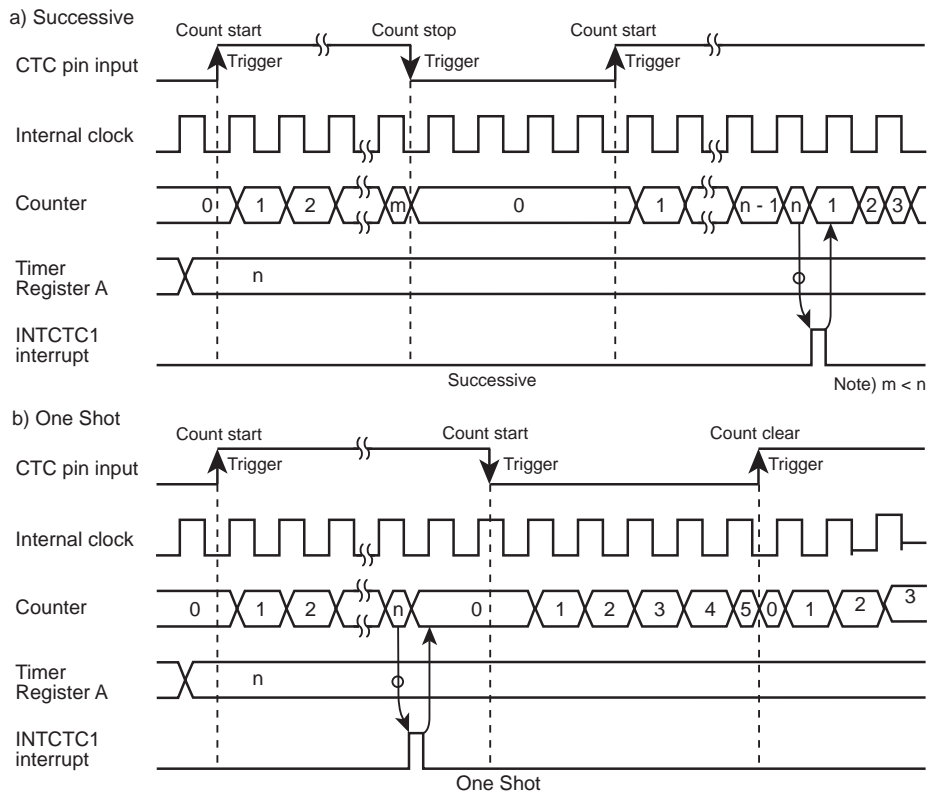 a) Successive
Count start Count stop Count start
CTC pin input Trigger Trigger Trigger
Internal clock
Counter 0 1 2 m 0 1 n - 1 n 1 2 3
Timer
Register A n
INTCTC1
interrupt
Successive
Note) m < n
b) One Shot
Count start Count start Count clear
CTC pin input Trigger Trigger Trigger
Internal clock
Counter 0 1 2 n 0 1 2 3 4 5 0 1 2 3
Timer
Register A n
INTCTC1
interrupt
One Shot